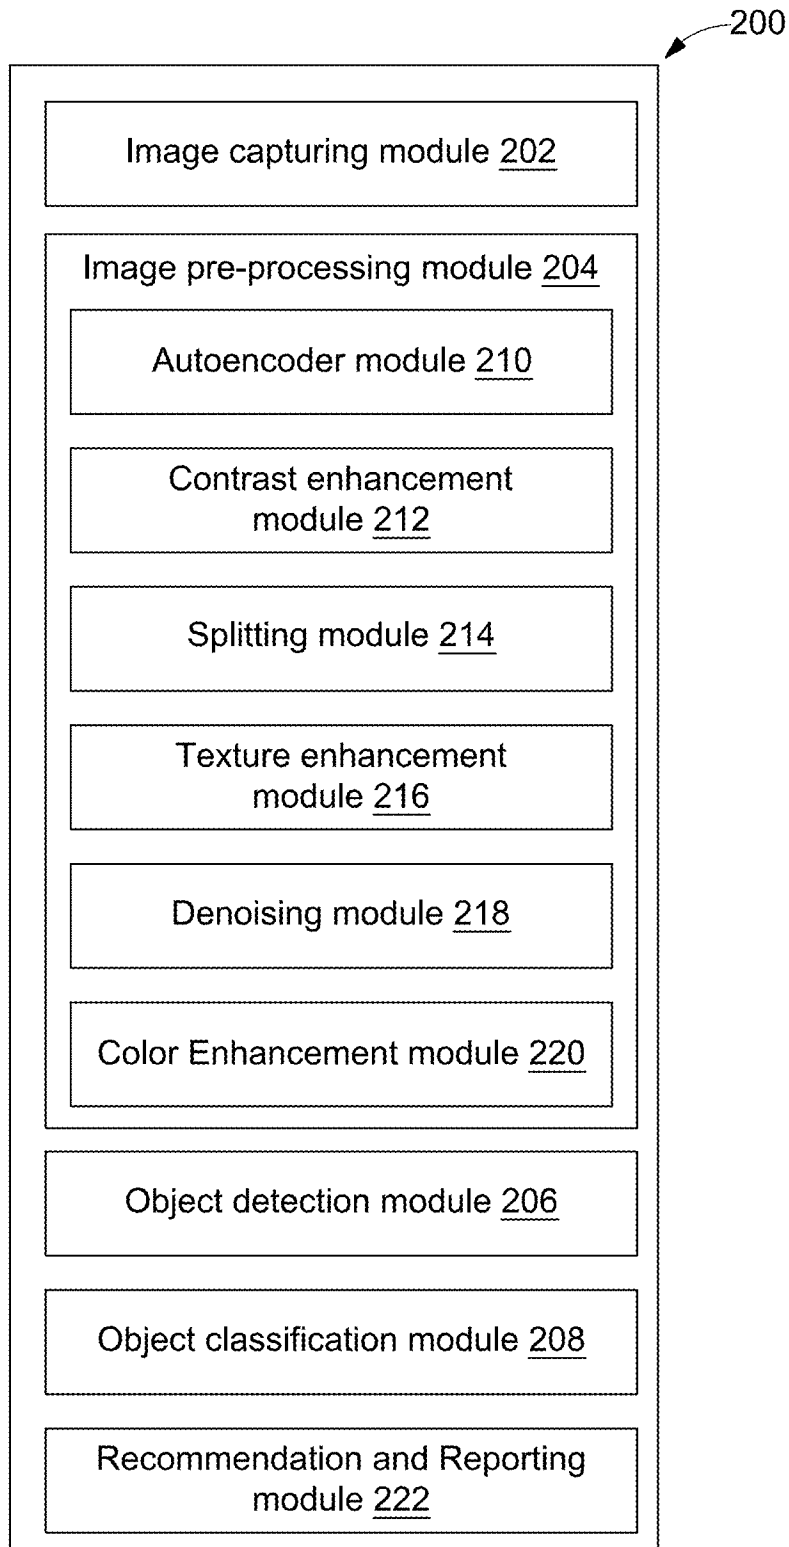 200
Image capturing module 202
Image pre-processing module 204
Autoencoder module 210
Contrast enhancement
module 212
Splitting module 214
Texture enhancement
module 216
Denoising module 218
Color Enhancement module 220
Object detection module 206
Object classification module 208
Recommendation and Reporting
module 222